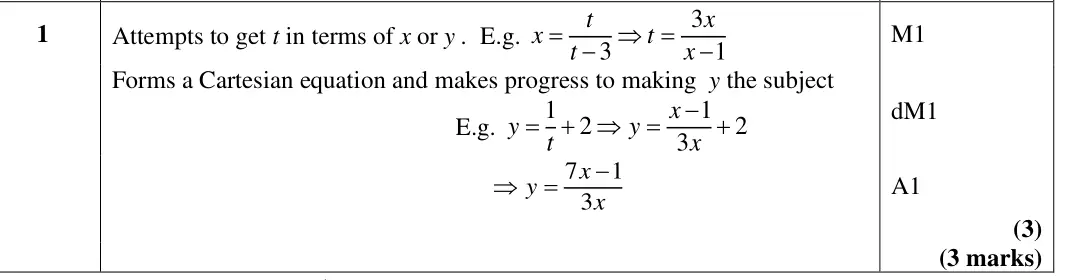 1 Attempts to get t in terms of x or y . E.g. x = t/(t − 3) ⇒ t = 3x/(x − 1) M1
Forms a Cartesian equation and makes progress to making y the subject
E.g. y = 1/t + 2 ⇒ y = (x − 1)/3x + 2 dM1
⇒ y = (7x − 1)/3x A1
(3)
(3 marks)